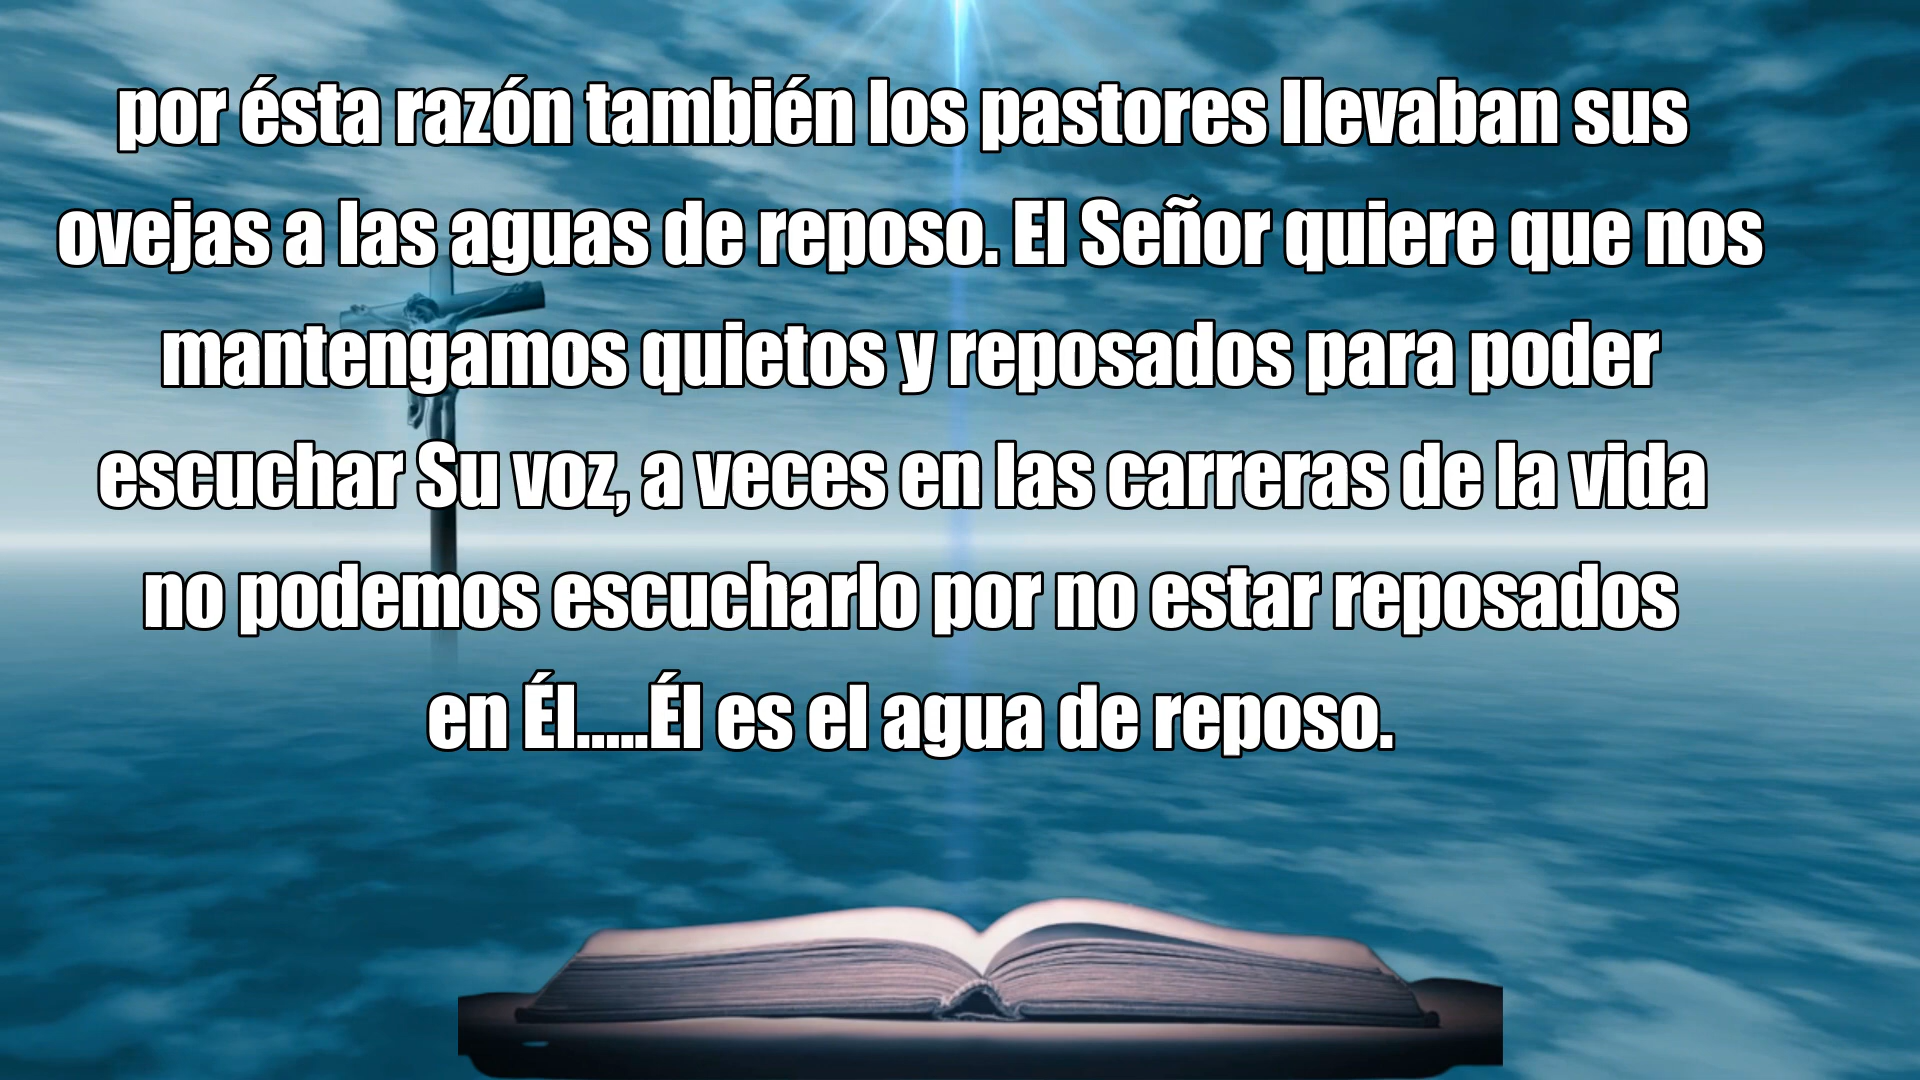 por ésta razón también los pastores llevaban sus
ovejas a las aguas de reposo. El Señor quiere que nos
mantengamos quietos y reposados para poder
escuchar Su voz, a veces en las carreras de la vida
no podemos escucharlo por no estar reposados
en Él.....Él es el agua de reposo.